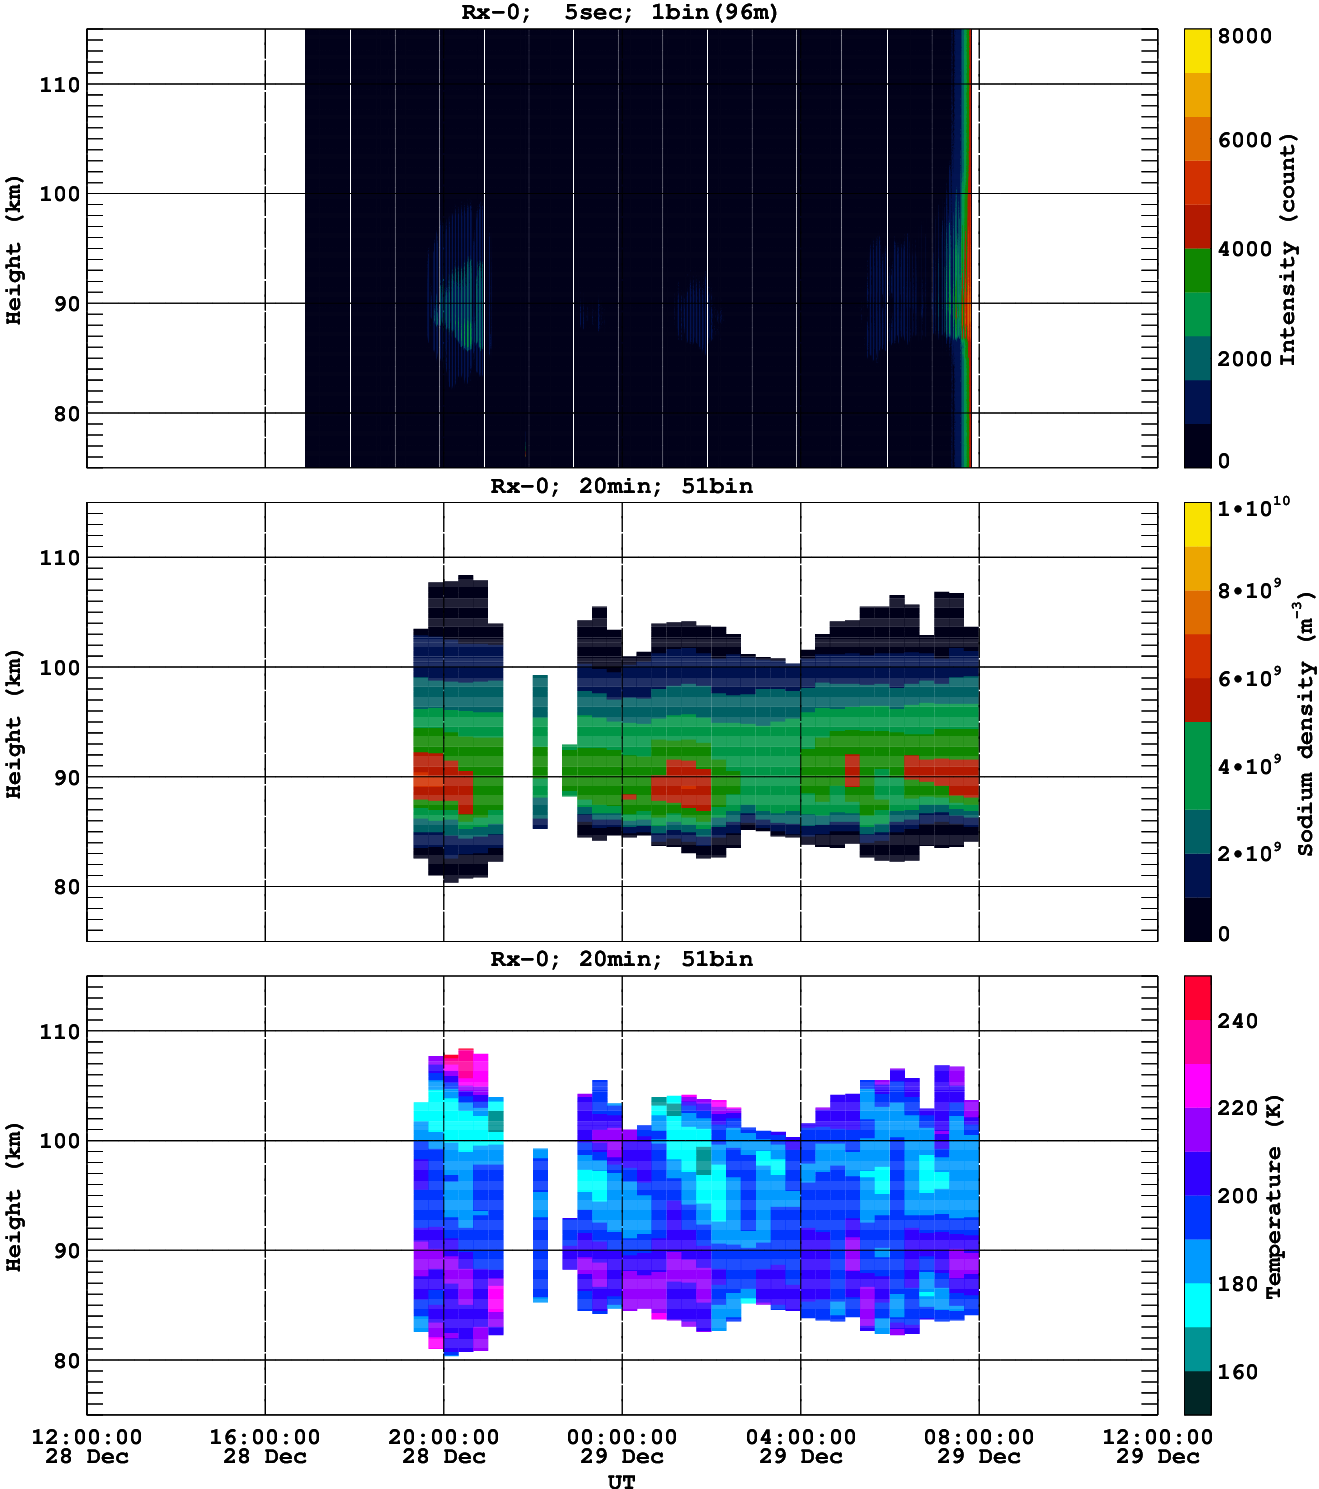 Rx-0; 5sec; 1bin(96m)
110
100
90
80
Height (km)
8000
6000
4000
2000
0
Intensity (count)
Rx-0; 20min; 51bin
110
100
90
80
Height (km)
1•10¹⁰
8•10⁹
6•10⁹
4•10⁹
2•10⁹
0
Sodium density (m⁻³)
Rx-0; 20min; 51bin
110
100
90
80
Height (km)
240
220
200
180
160
Temperature (K)
12:00:00 16:00:00 20:00:00 00:00:00 04:00:00 08:00:00 12:00:00
28 Dec 28 Dec 28 Dec 29 Dec 29 Dec 29 Dec 29 Dec
UT